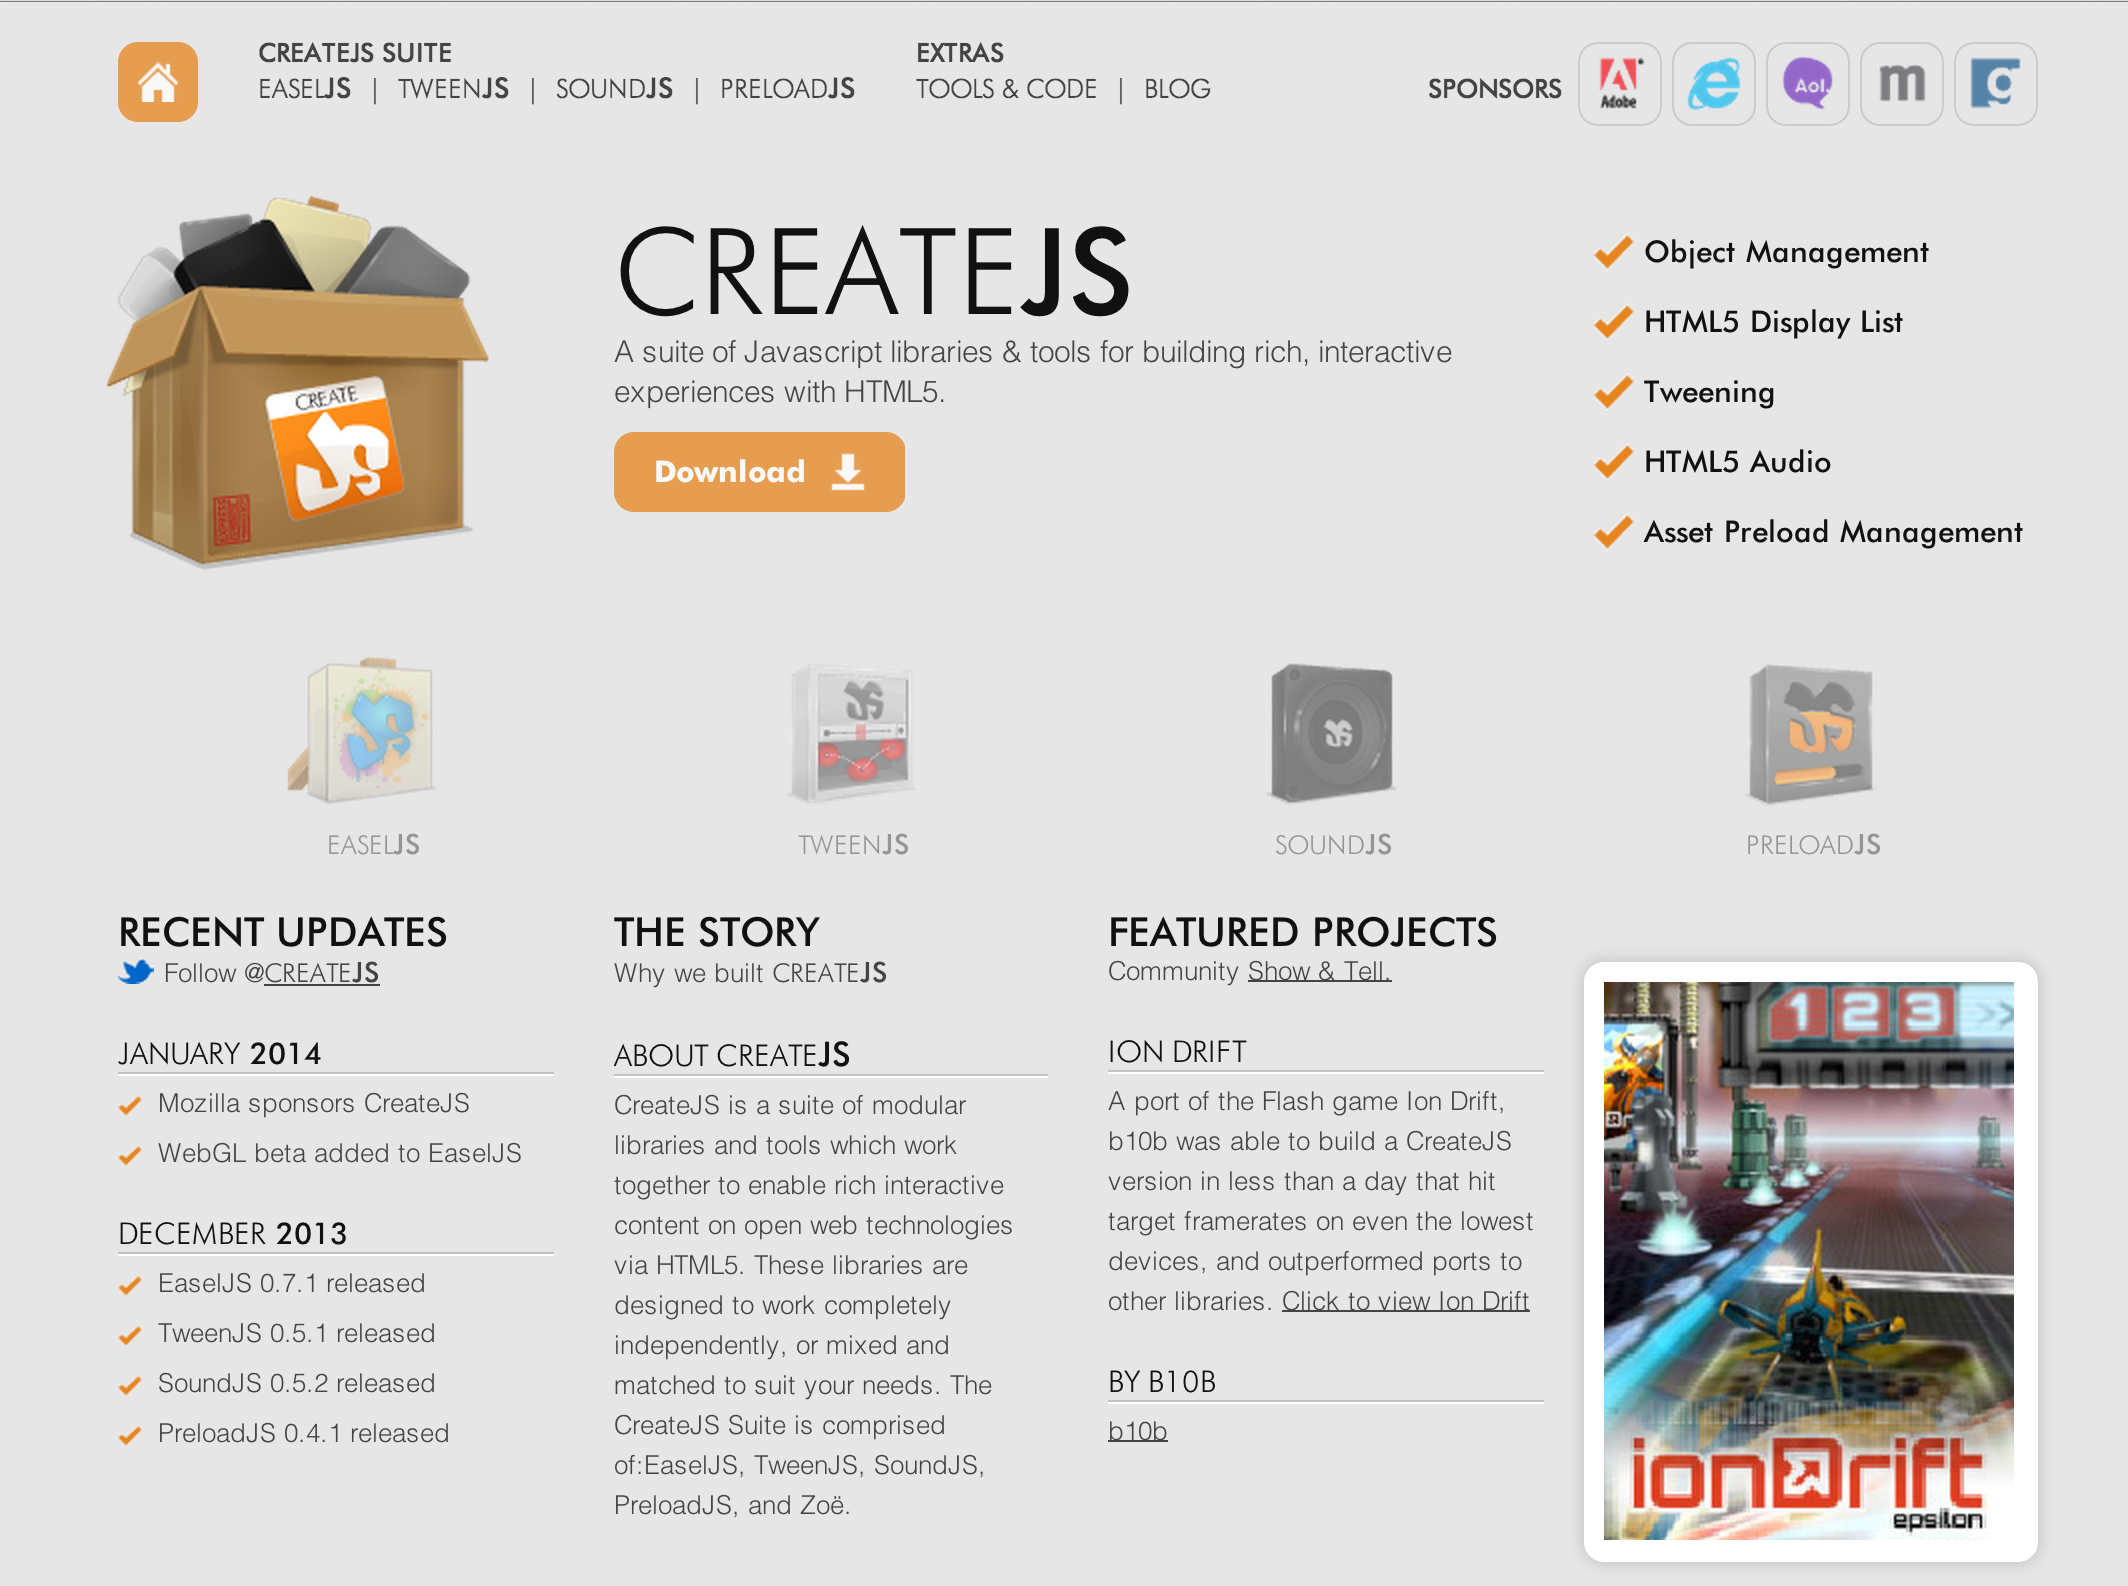 CREATEJS SUITE
EASELJS | TWEENJS | SOUNDJS | PRELOADJS
EXTRAS
TOOLS & CODE | BLOG
SPONSORS
Adobe
e
Aol.
m
g
CREATE
JS
CREATEJS
A suite of Javascript libraries & tools for building rich, interactive
experiences with HTML5.
Download
Object Management
HTML5 Display List
Tweening
HTML5 Audio
Asset Preload Management
JS
JS
JS
JS
EASELJS
TWEENJS
SOUNDJS
PRELOADJS
RECENT UPDATES
Follow @CREATEJS
JANUARY 2014
Mozilla sponsors CreateJS
WebGL beta added to EaselJS
DECEMBER 2013
EaselJS 0.7.1 released
TweenJS 0.5.1 released
SoundJS 0.5.2 released
PreloadJS 0.4.1 released
THE STORY
Why we built CREATEJS
ABOUT CREATEJS
CreateJS is a suite of modular
libraries and tools which work
together to enable rich interactive
content on open web technologies
via HTML5. These libraries are
designed to work completely
independently, or mixed and
matched to suit your needs. The
CreateJS Suite is comprised
of:EaselJS, TweenJS, SoundJS,
PreloadJS, and Zoë.
FEATURED PROJECTS
Community Show & Tell.
ION DRIFT
A port of the Flash game Ion Drift,
b10b was able to build a CreateJS
version in less than a day that hit
target framerates on even the lowest
devices, and outperformed ports to
other libraries. Click to view Ion Drift
BY B10B
b10b
1 2 3 >>
ionDrift
epsilon